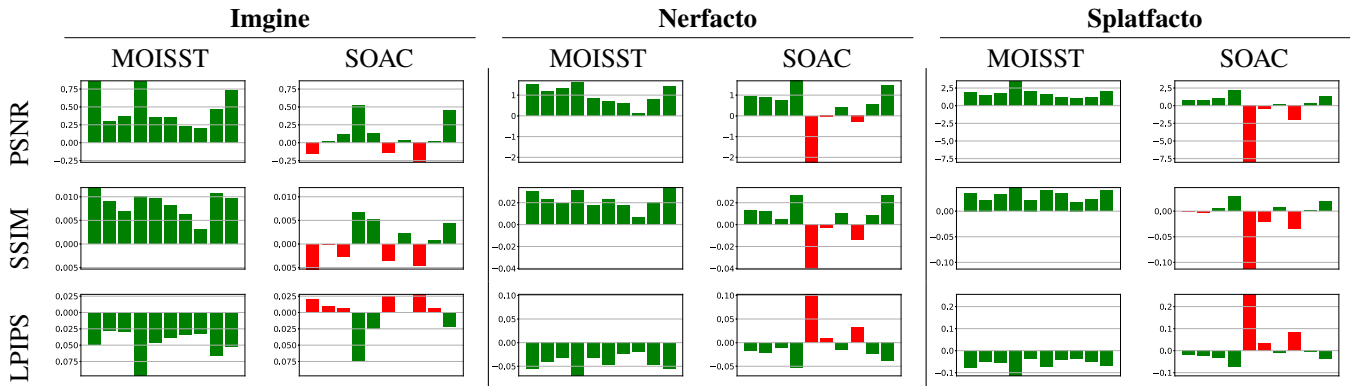 Imgine Nerfacto Splatfacto
MOISST SOAC MOISST SOAC MOISST SOAC
PSNR
0.75 0.75 1 1 2.5 2.5
0.50 0.50 0 0 0.0 0.0
0.25 0.25 −1 −1 −2.5 −2.5
0.00 0.00 −2 −2 −5.0 −5.0
−0.25 −0.25 −7.5 −7.5
SSIM
0.010 0.010 0.02 0.02 0.00 0.00
0.005 0.005 0.00 0.00 −0.05 −0.05
0.000 0.000 −0.02 −0.02 −0.10 −0.10
0.005 0.005 −0.04 −0.04
LPIPS
0.025 0.025 0.10 0.10 0.2 0.2
0.000 0.000 0.05 0.05 0.1 0.1
0.025 0.025 0.00 0.00 0.0 0.0
0.050 0.050 −0.05 −0.05 −0.1 −0.1
0.075 0.075